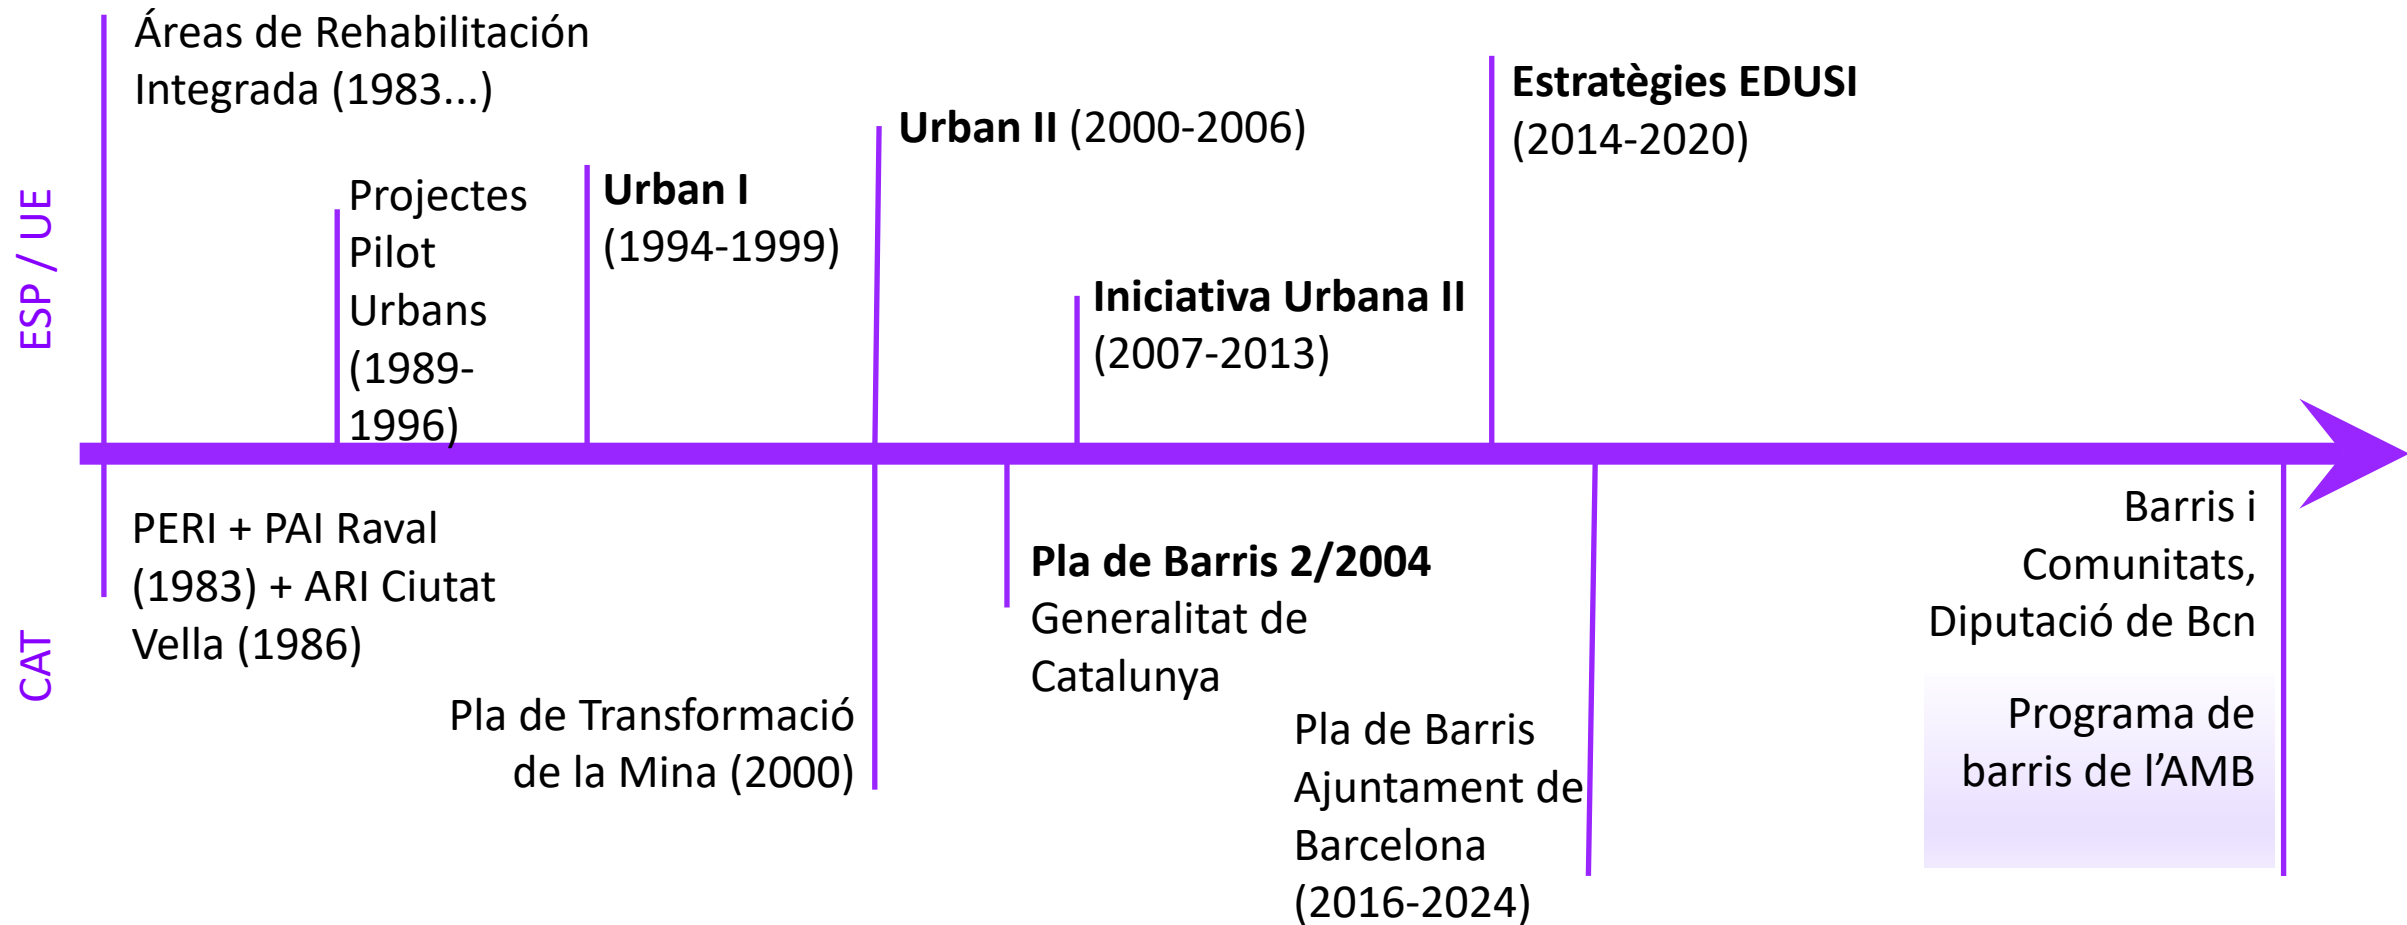 Áreas de Rehabilitación
Integrada (1983...)
Projectes
Pilot
Urbans
(1989-
1996)
Urban I
(1994-1999)
Urban II (2000-2006)
Iniciativa Urbana II
(2007-2013)
Estratègies EDUSI
(2014-2020)
ESP / UE
CAT
PERI + PAI Raval
(1983) + ARI Ciutat
Vella (1986)
Pla de Transformació
de la Mina (2000)
Pla de Barris 2/2004
Generalitat de
Catalunya
Pla de Barris
Ajuntament de
Barcelona
(2016-2024)
Barris i
Comunitats,
Diputació de Bcn
Programa de
barris de l’AMB